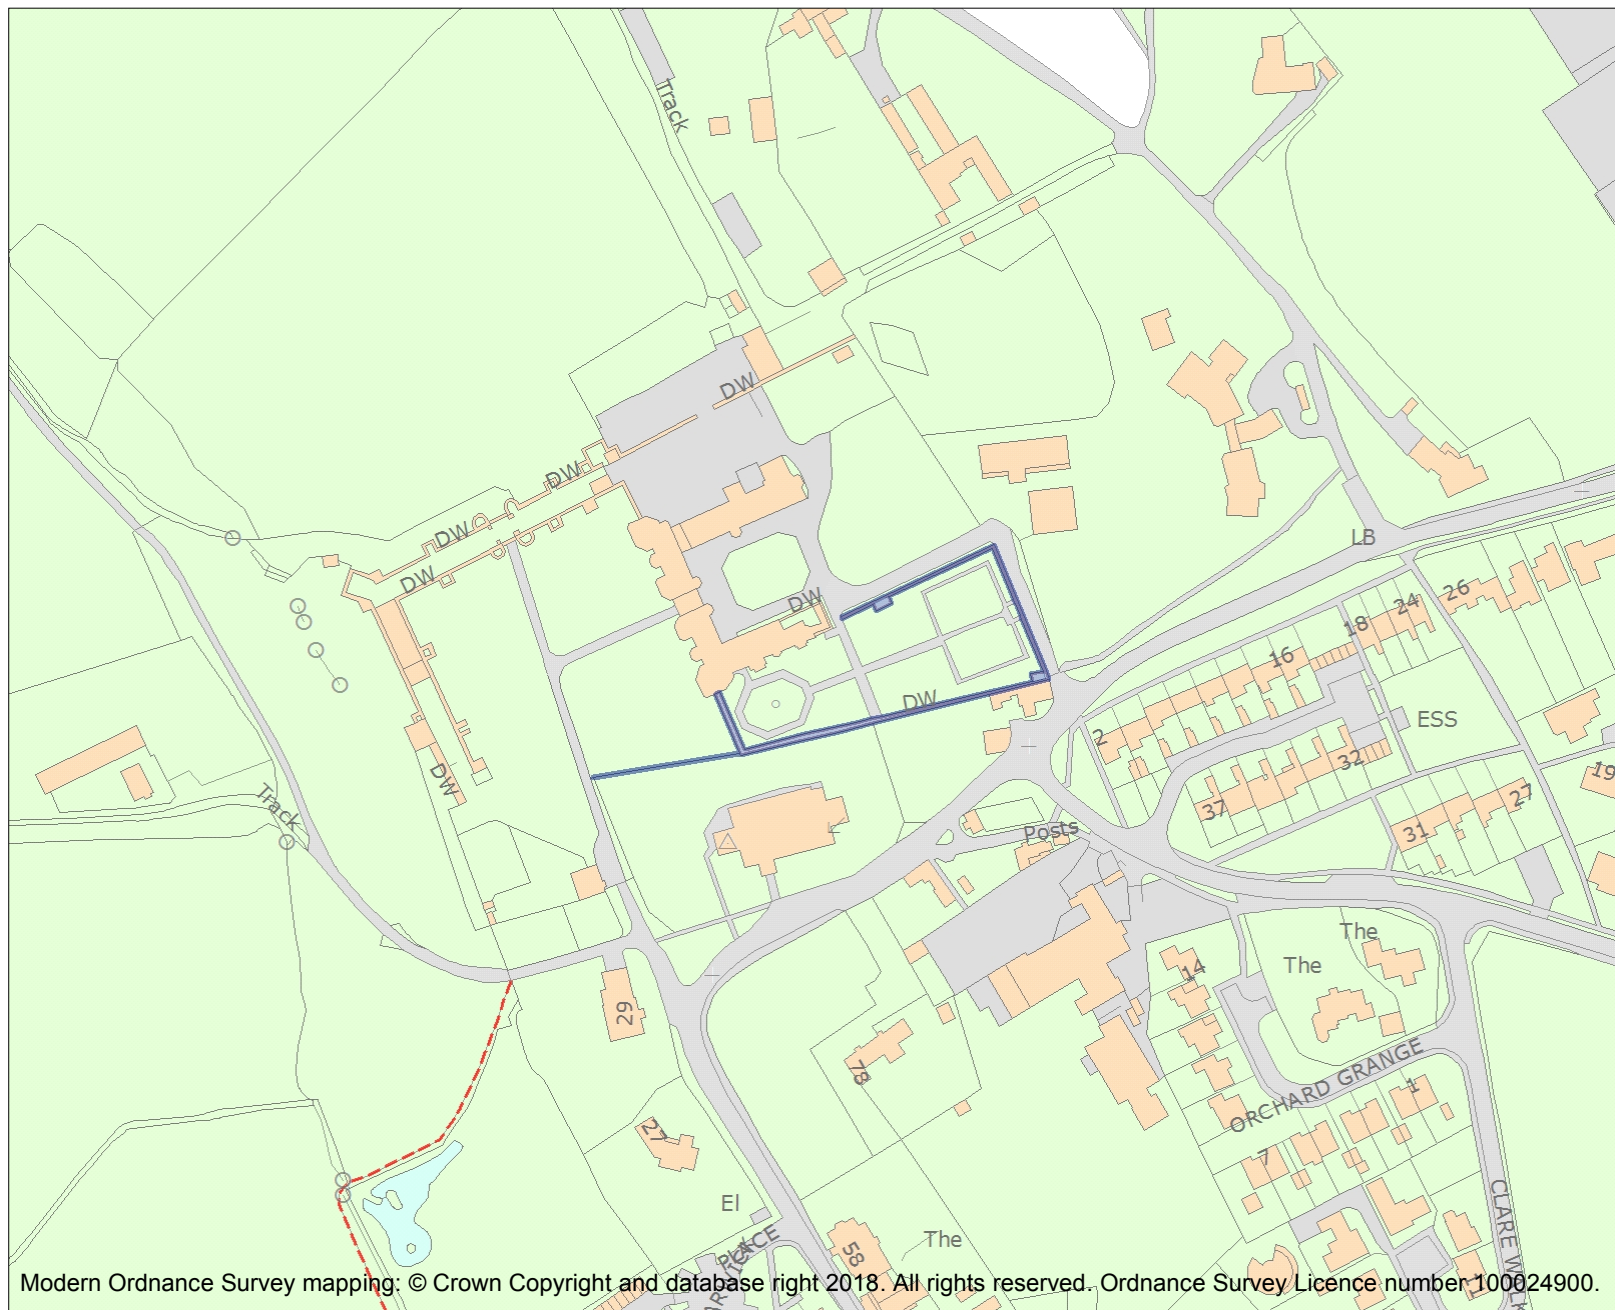 Track
DW
DW
DW
DW
LB
DW
26
24
18
DW
16
2
ESS
DW
32
19
37
27
31
Track
Posts
The
The
14
29
ORCHARD GRANGE
78
1
27
7
El
CLARE W
The
58
PLACE
Modern Ordnance Survey mapping: © Crown Copyright and database right 2018. All rights reserved. Ordnance Survey Licence number 100024900.